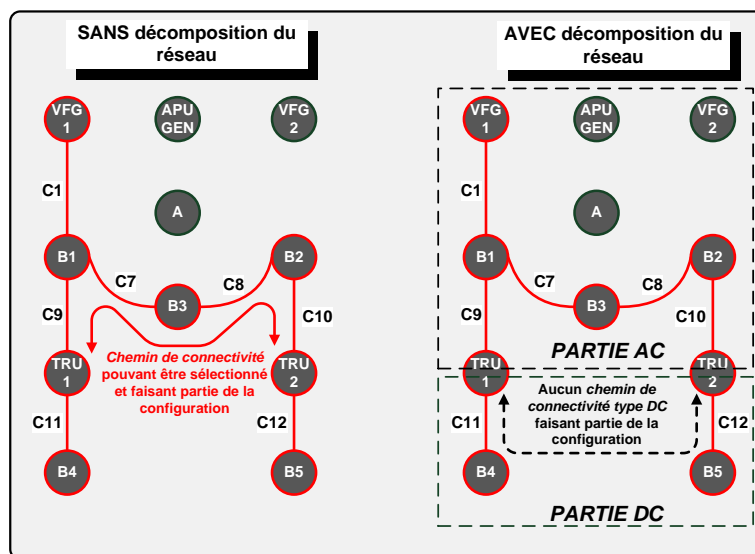 SANS décomposition du
réseau
VFG
1
APU
GEN
VFG
2
C1
A
B1
B2
C7
C8
B3
C9
C10
Chemin de connectivité
pouvant être sélectionné
et faisant partie de la
configuration
TRU
1
TRU
2
C11
C12
B4
B5
AVEC décomposition du
réseau
VFG
1
APU
GEN
VFG
2
C1
A
B1
B2
C7
C8
B3
C9
C10
PARTIE AC
TRU
1
TRU
2
Aucun chemin de
connectivité type DC
faisant partie de la
configuration
C11
C12
B4
B5
PARTIE DC